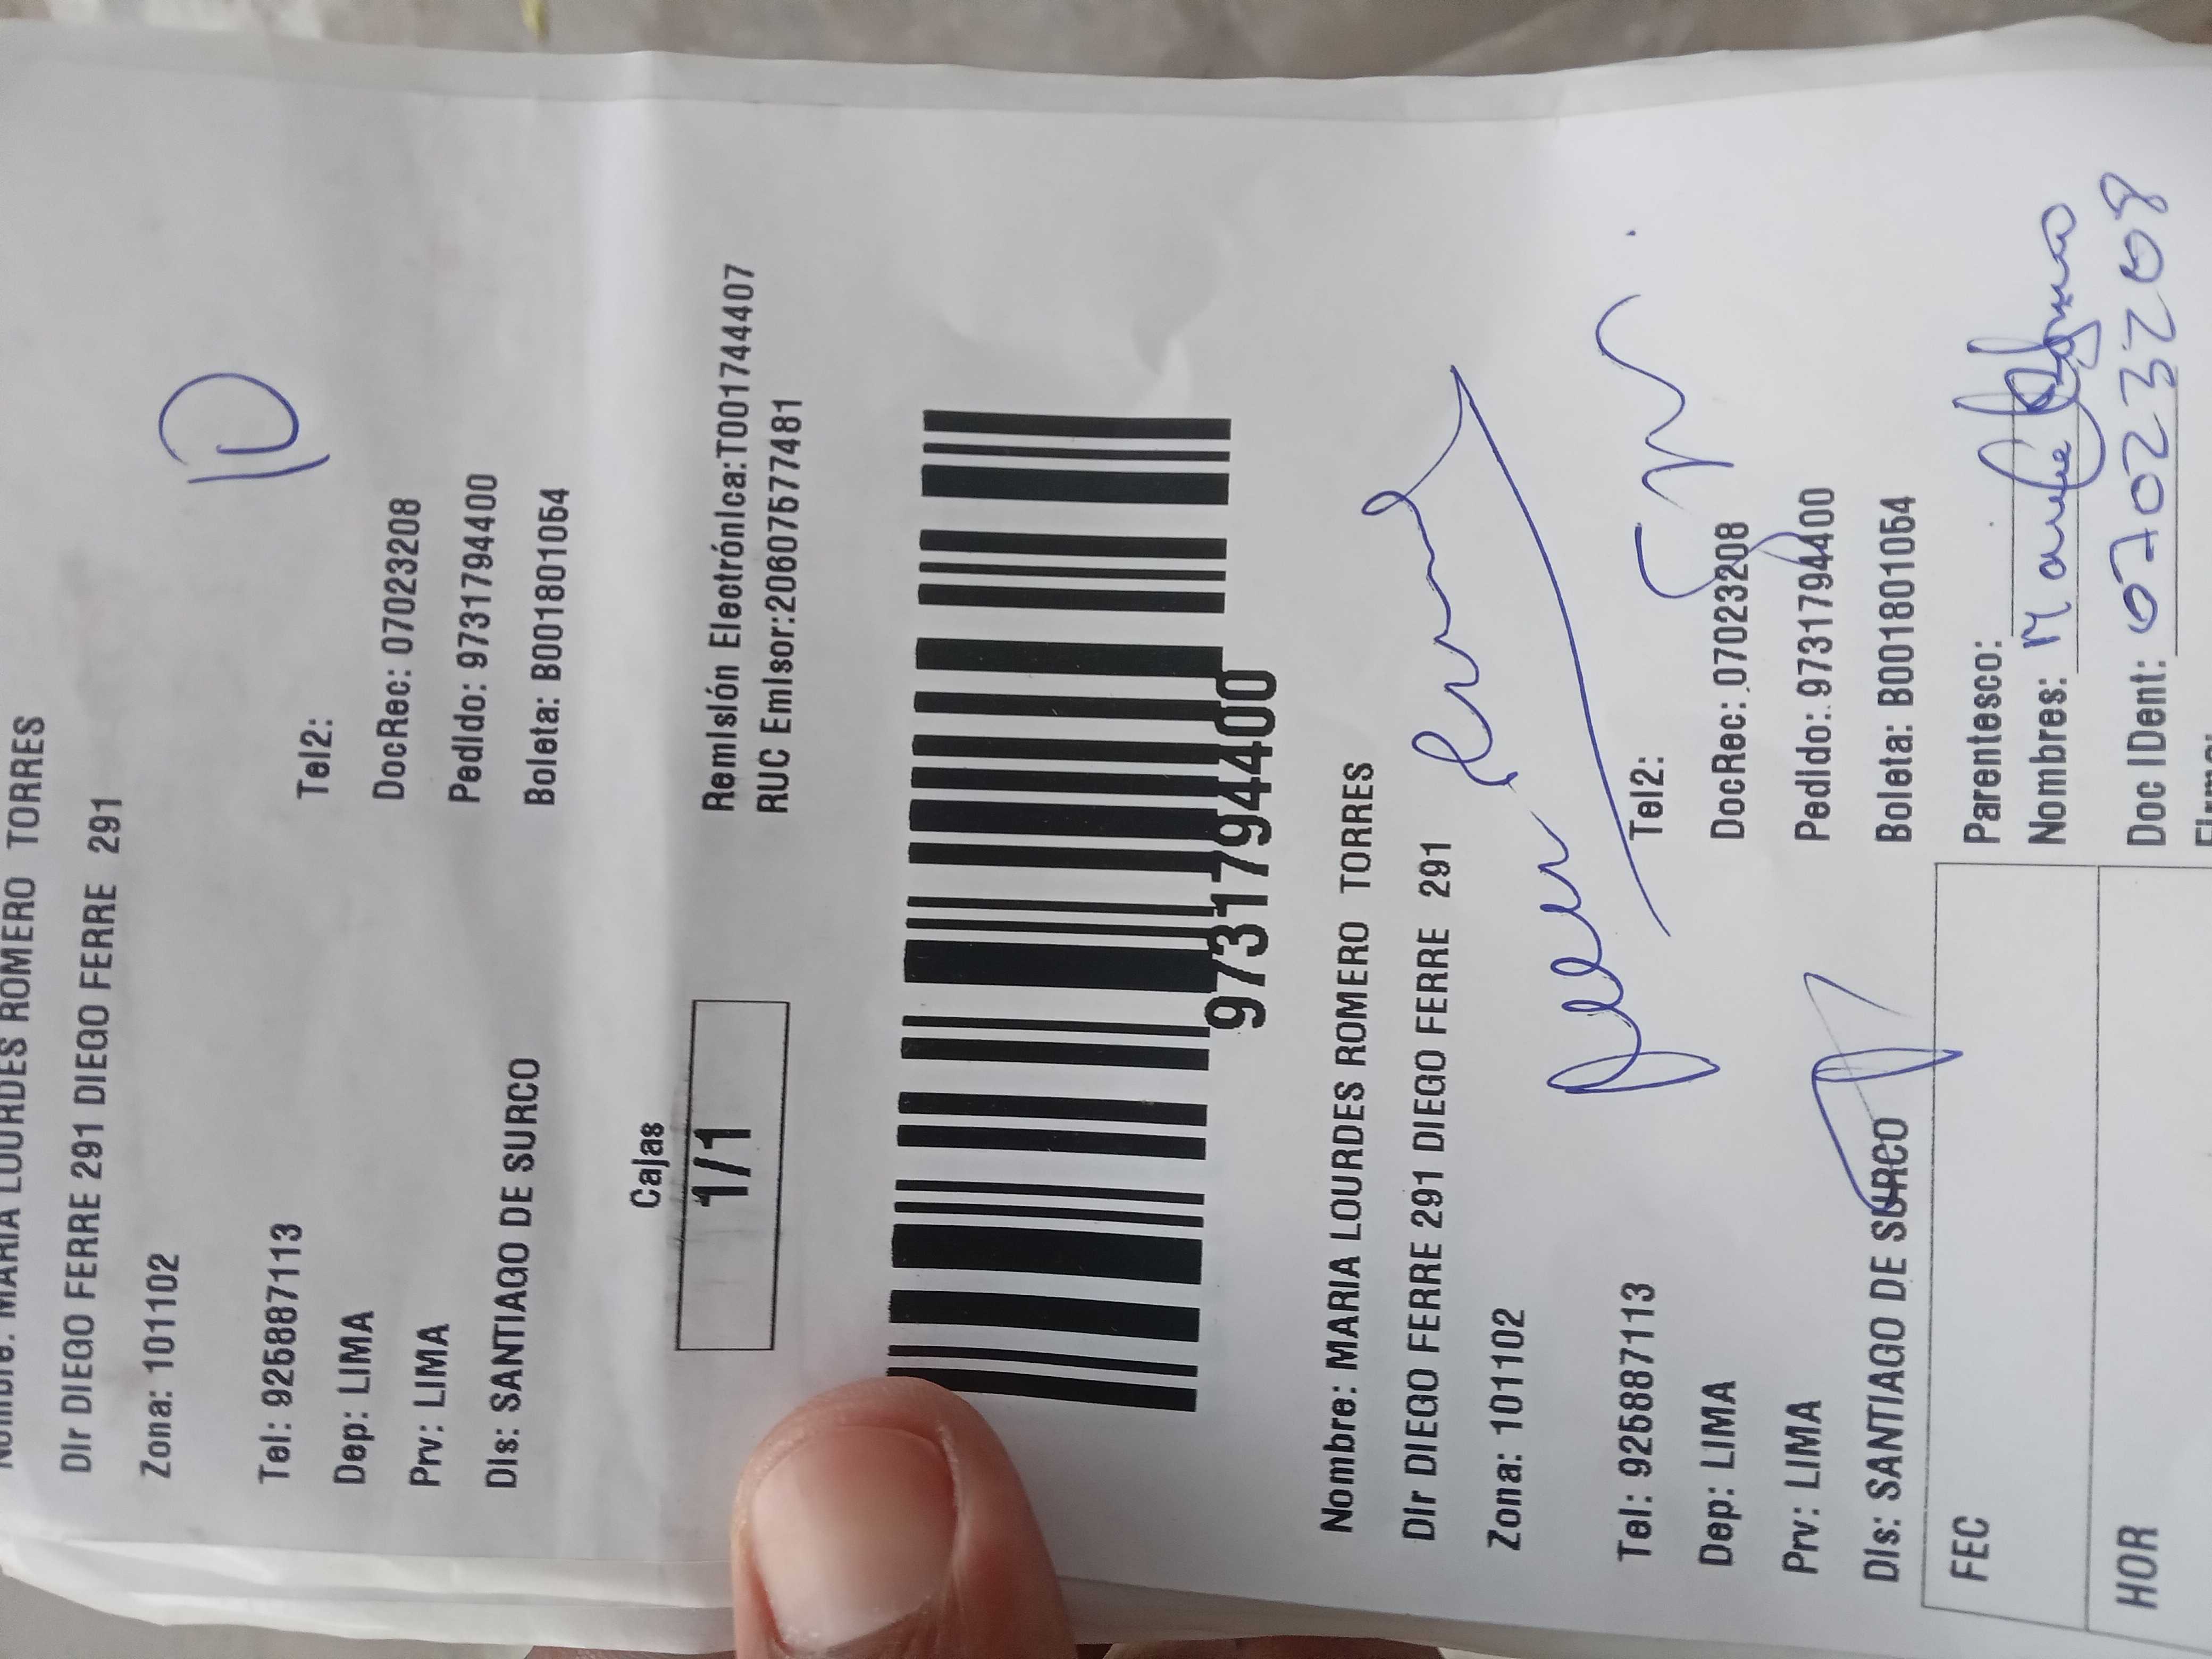 Nombre: MARIA LOURDES ROMERO TORRES
DIr DIEGO FERRE 291 DIEGO FERRE 291
Zona: 101102
Tel: 925887113 Tel2:
Dep: LIMA DocRec: 07023208
Prv: LIMA Pedido: 9731794400
DIs: SANTIAGO DE SURCO Boleta: B001801054
Cajas
1/1
Remisión Electrónica:T001744407
RUC Emisor:20607577481
9731794400
Nombre: MARIA LOURDES ROMERO TORRES
DIr DIEGO FERRE 291 DIEGO FERRE 291
Zona: 101102
Tel: 925887113 Tel2:
Dep: LIMA DocRec: 07023208
Prv: LIMA Pedido: 9731794400
DIs: SANTIAGO DE SURCO Boleta: B001801054
FEC
Parentesco:
Nombres:
HOR
Doc IDent: 07023208